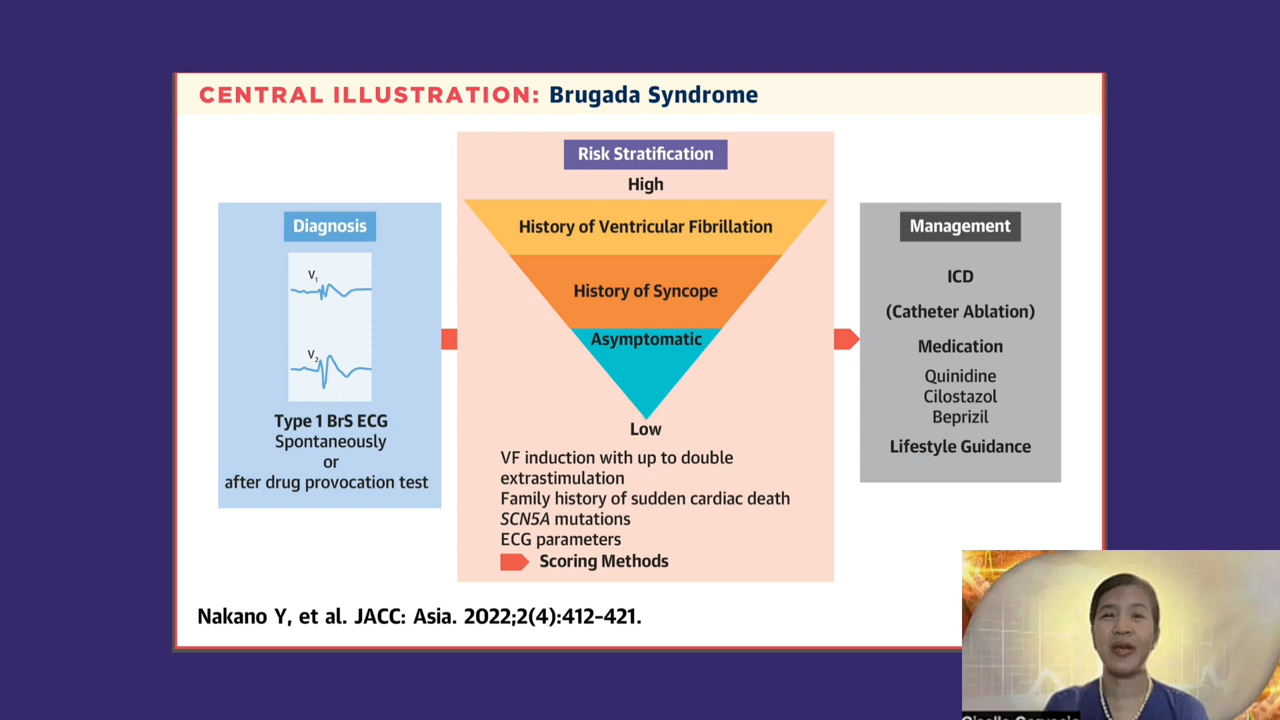 CENTRAL ILLUSTRATION: Brugada Syndrome
Diagnosis
V1
V2
Type 1 BrS ECG
Spontaneously
or
after drug provocation test
Risk Stratification
High
History of Ventricular Fibrillation
History of Syncope
Asymptomatic
Low
VF induction with up to double
extrastimulation
Family history of sudden cardiac death
SCN5A mutations
ECG parameters
Scoring Methods
Management
ICD
(Catheter Ablation)
Medication
Quinidine
Cilostazol
Beprizil
Lifestyle Guidance
Nakano Y, et al. JACC: Asia. 2022;2(4):412–421.